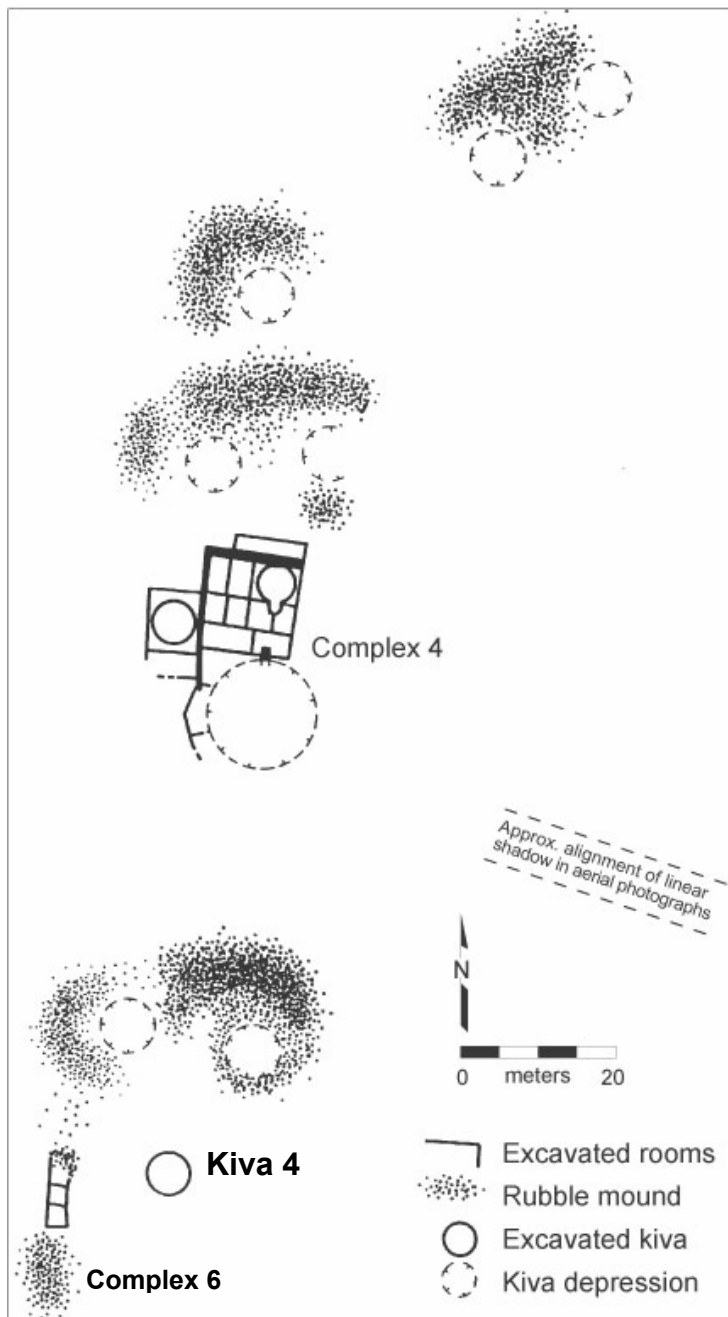 Complex 4
Approx. alignment of linear
shadow in aerial photographs
N
0 meters 20
Kiva 4
Complex 6
Excavated rooms
Rubble mound
Excavated kiva
Kiva depression